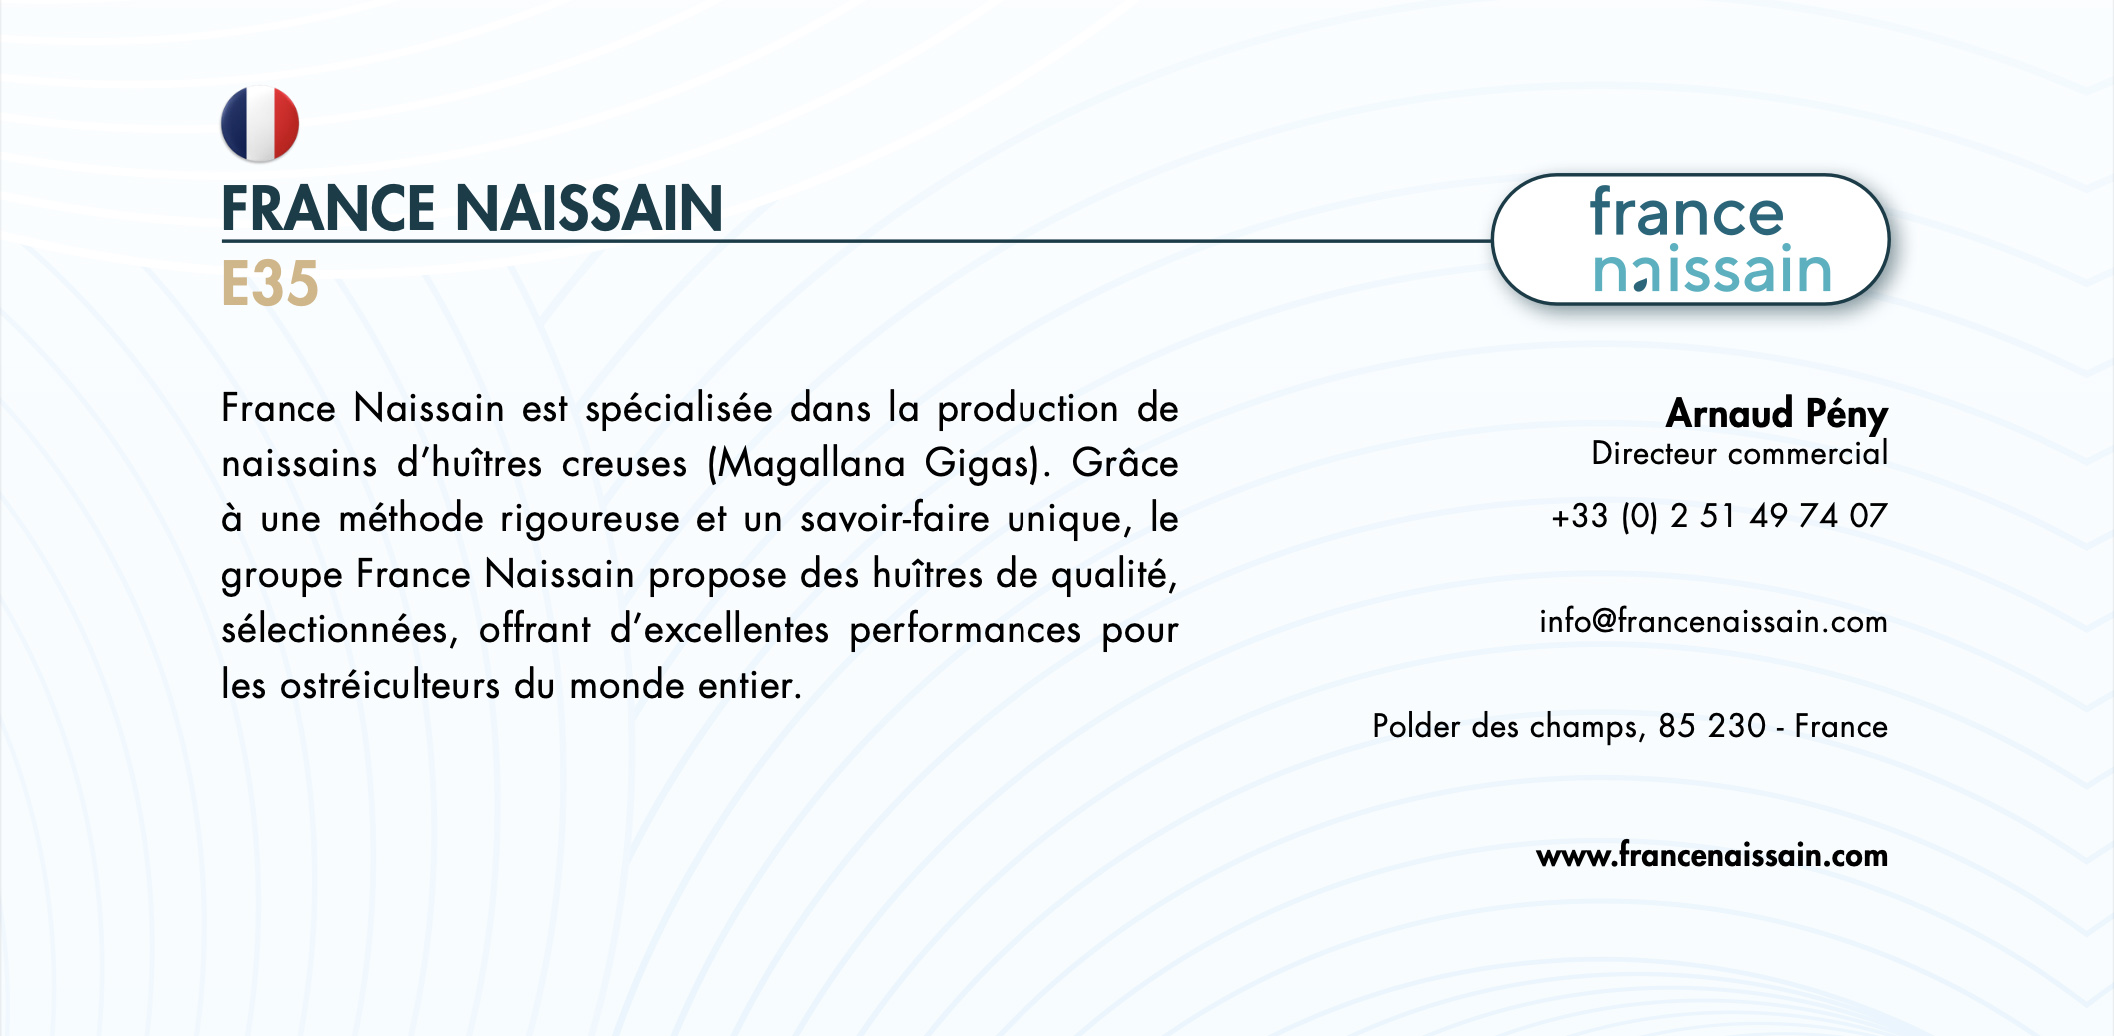 FRANCE NAISSAIN
E35
france
naissain
France Naissain est spécialisée dans la production de
naissains d’huîtres creuses (Magallana Gigas). Grâce
à une méthode rigoureuse et un savoir-faire unique, le
groupe France Naissain propose des huîtres de qualité,
sélectionnées, offrant d’excellentes performances pour
les ostréiculteurs du monde entier.
Arnaud Pény
Directeur commercial
+33 (0) 2 51 49 74 07
info@francenaissain.com
Polder des champs, 85 230 - France
www.francenaissain.com